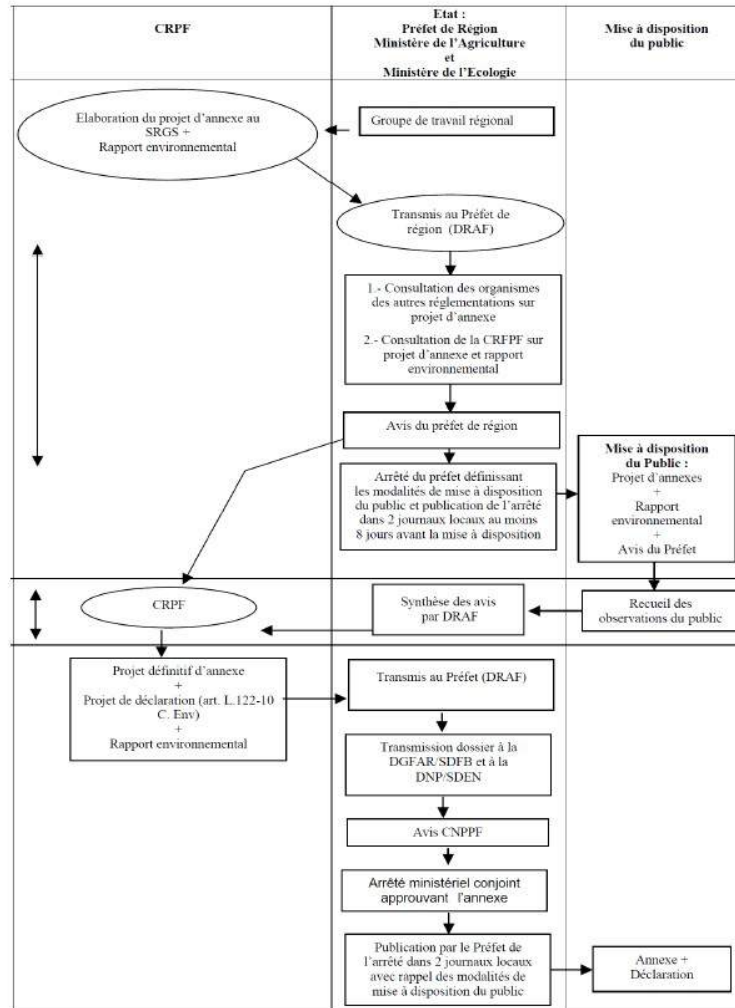 CRPF
Etat :
Préfet de Région
Ministère de l'Agriculture
et
Ministère de l'Ecologie
Mise à disposition
du public
Elaboration du projet d'annexe au
SRGS +
Rapport environnemental
Groupe de travail régional
Transmis au Préfet de
région (DRAF)
1.- Consultation des organismes
des autres réglementations sur
projet d'annexe
2.- Consultation de la CRFPF sur
projet d'annexe et rapport
environnemental
Avis du préfet de région
Arrêté du préfet définissant
les modalités de mise à disposition
du public et publication de l'arrêté
dans 2 journaux locaux au moins
8 jours avant la mise à disposition
Mise à disposition
du Public :
Projet d'annexes
+
Rapport
environnemental
+
Avis du Préfet
CRPF
Synthèse des avis
par DRAF
Recueil des
observations du public
Projet définitif d'annexe
+
Projet de déclaration (art. L.122-10
C. Env)
+
Rapport environnemental
Transmis au Préfet (DRAF)
Transmission dossier à la
DGFAR/SDFB et à la
DNP/SDEN
Avis CNPPF
Arrêté ministériel conjoint
approuvant l'annexe
Publication par le Préfet de
l'arrêté dans 2 journaux locaux
avec rappel des modalités de
mise à disposition du public
Annexe +
Déclaration